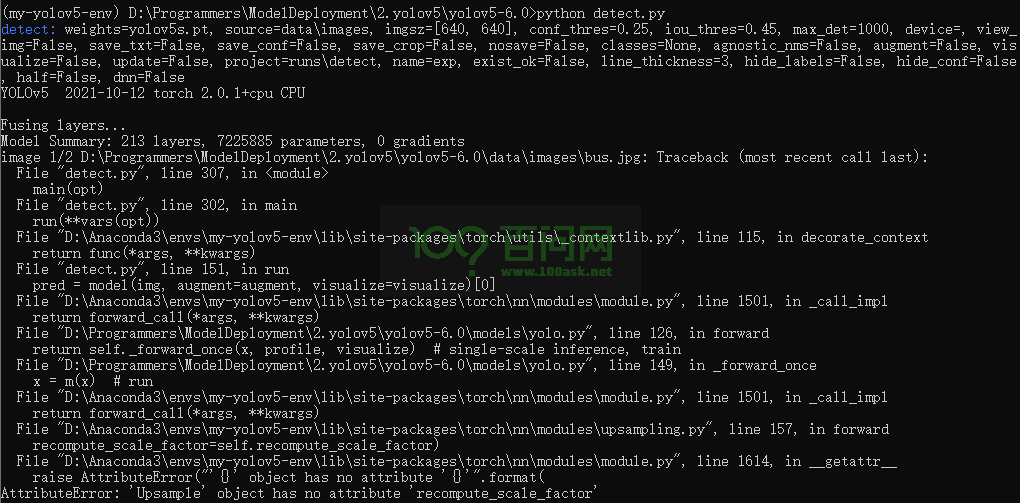 (my-yolov5-env) D:\Programmers\ModelDeployment\2.yolov5\yolov5-6.0>python detect.py
detect: weights=yolov5s.pt, source=data\images, imgsz=[640, 640], conf_thres=0.25, iou_thres=0.45, max_det=1000, device=, view_
img=False, save_txt=False, save_conf=False, save_crop=False, nosave=False, classes=None, agnostic_nms=False, augment=False, vis
ualize=False, update=False, project=runs\detect, name=exp, exist_ok=False, line_thickness=3, hide_labels=False, hide_conf=False
, half=False, dnn=False
YOLOv5  2021-10-12 torch 2.0.1+cpu CPU

Fusing layers...
Model Summary: 213 layers, 7225885 parameters, 0 gradients
image 1/2 D:\Programmers\ModelDeployment\2.yolov5\yolov5-6.0\data\images\bus.jpg: Traceback (most recent call last):
  File "detect.py", line 307, in <module>
    main(opt)
  File "detect.py", line 302, in main
    run(**vars(opt))
  File "D:\Anaconda3\envs\my-yolov5-env\lib\site-packages\torch\utils\_contextlib.py", line 115, in decorate_context
    return func(*args, **kwargs)
  File "detect.py", line 151, in run
    pred = model(img, augment=augment, visualize=visualize)[0]
  File "D:\Anaconda3\envs\my-yolov5-env\lib\site-packages\torch\nn\modules\module.py", line 1501, in _call_impl
    return forward_call(*args, **kwargs)
  File "D:\Programmers\ModelDeployment\2.yolov5\yolov5-6.0\models\yolo.py", line 126, in forward
    return self._forward_once(x, profile, visualize)  # single-scale inference, train
  File "D:\Programmers\ModelDeployment\2.yolov5\yolov5-6.0\models\yolo.py", line 149, in _forward_once
    x = m(x)  # run
  File "D:\Anaconda3\envs\my-yolov5-env\lib\site-packages\torch\nn\modules\module.py", line 1501, in _call_impl
    return forward_call(*args, **kwargs)
  File "D:\Anaconda3\envs\my-yolov5-env\lib\site-packages\torch\nn\modules\upsampling.py", line 157, in forward
    recompute_scale_factor=self.recompute_scale_factor)
  File "D:\Anaconda3\envs\my-yolov5-env\lib\site-packages\torch\nn\modules\module.py", line 1614, in __getattr__
    raise AttributeError("'{}' object has no attribute '{}'".format(
AttributeError: 'Upsample' object has no attribute 'recompute_scale_factor'
100? 百问网
www.100ask.net